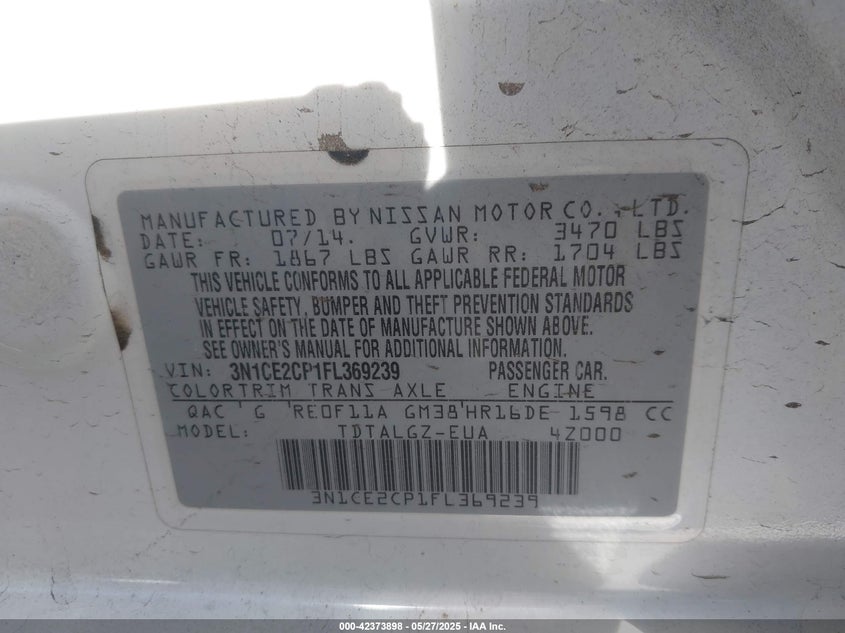 MANUFACTURED BY NISSAN MOTOR CO., LTD.
DATE: 07/14. GVWR: 3470 LBS
GAWR FR: 1867 LBS GAWR RR: 1704 LBS
THIS VEHICLE CONFORMS TO ALL APPLICABLE FEDERAL MOTOR
VEHICLE SAFETY, BUMPER AND THEFT PREVENTION STANDARDS
IN EFFECT ON THE DATE OF MANUFACTURE SHOWN ABOVE.
SEE OWNER'S MANUAL FOR ADDITIONAL INFORMATION.
VIN: 3N1CE2CP1FL369239 PASSENGER CAR.
COLOR TRIM TRANS AXLE ENGINE
QAC G RE0F11A GM38 HR16DE 1598 CC
MODEL: TDTALGZ-EUA 4Z000
3N1CE2CP1FL369239
000-42373898 - 05/27/2025 - IAA Inc.